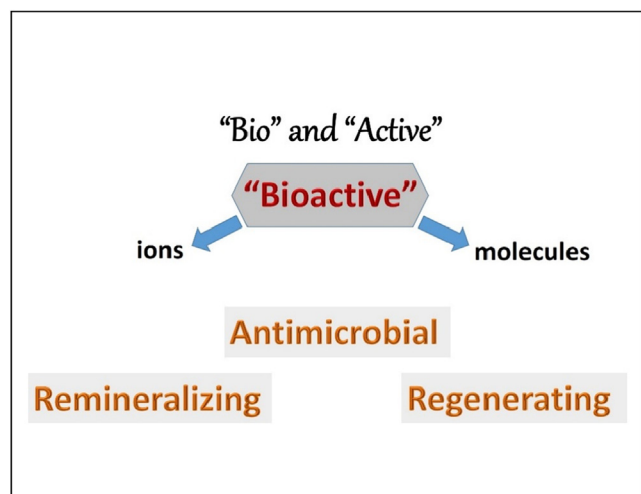 “Bio” and “Active”
“Bioactive”
ions
molecules
Antimicrobial
Remineralizing
Regenerating